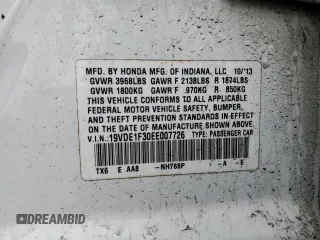 MFD. BY HONDA MFG. OF INDIANA, LLC 10/'13
GVWR 3968LBS GAWR F 2138LBS R 1874LBS
GVWR 1800KG GAWR F .970KG R 850KG
THIS VEHICLE CONFORMS TO ALL APPLICABLE
FEDERAL MOTOR VEHICLE SAFETY, BUMPER,
AND THEFT PREVENTION STANDARDS IN EFFECT
ON THE DATE OF MANUFACTURE SHOWN ABOVE.
V.I.N.:19VDE1F30EE007726 TYPE: PASSENGER CAR
TX6 E AA8 -NH788P -A -E